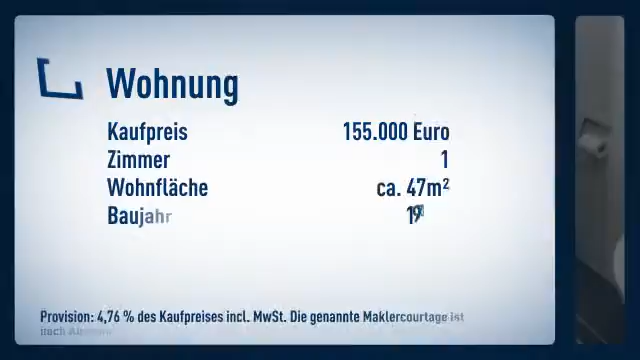 Wohnung
Kaufpreis 155.000 Euro
Zimmer 1
Wohnfläche ca. 47m²
Baujahr
Provision: 4,76 % des Kaufpreises incl. MwSt. Die genannte Maklercourtage ist
nach